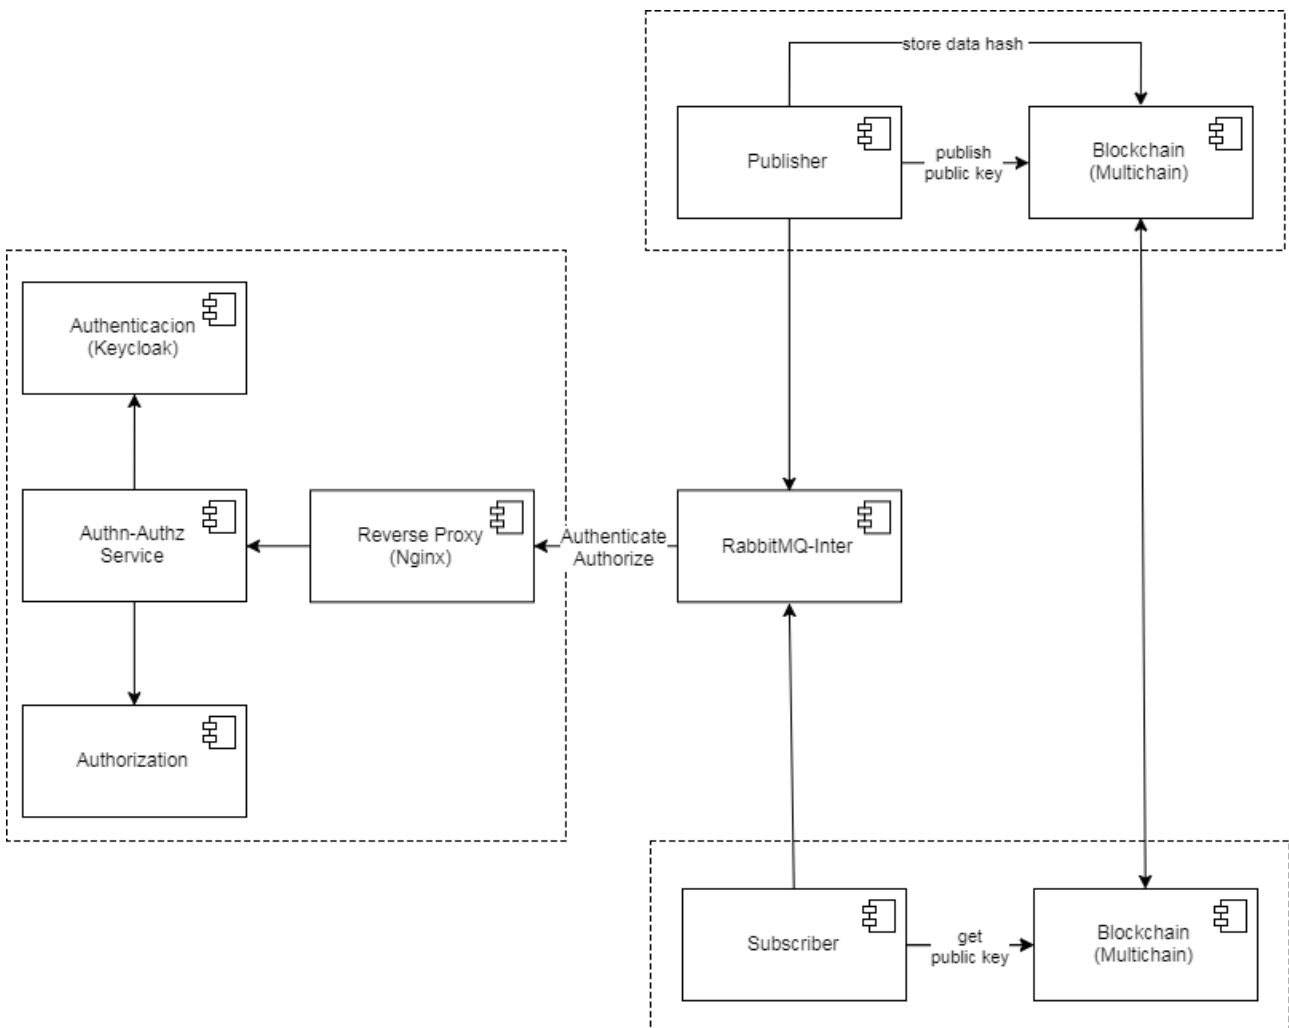 store data hash
Publisher
publish
public key
Blockchain
(Multichain)
Authenticacion
(Keycloak)
Authn-Authz
Service
Reverse Proxy
(Nginx)
Authenticate
Authorize
RabbitMQ-Inter
Authorization
Subscriber
get
public key
Blockchain
(Multichain)